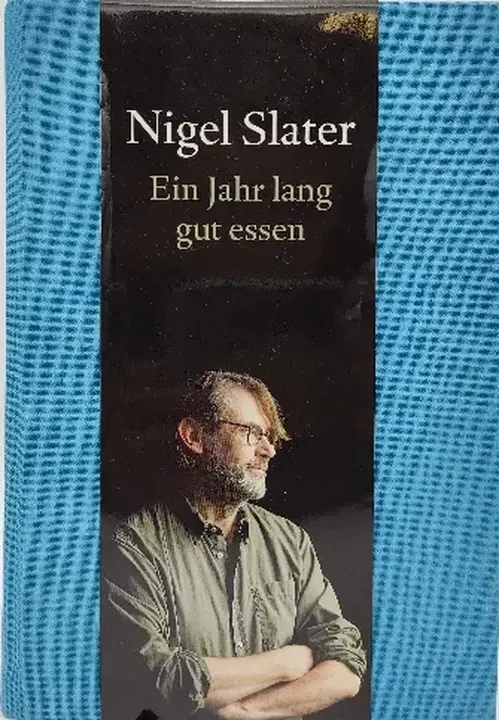 Nigel Slater
Ein Jahr lang
gut essen